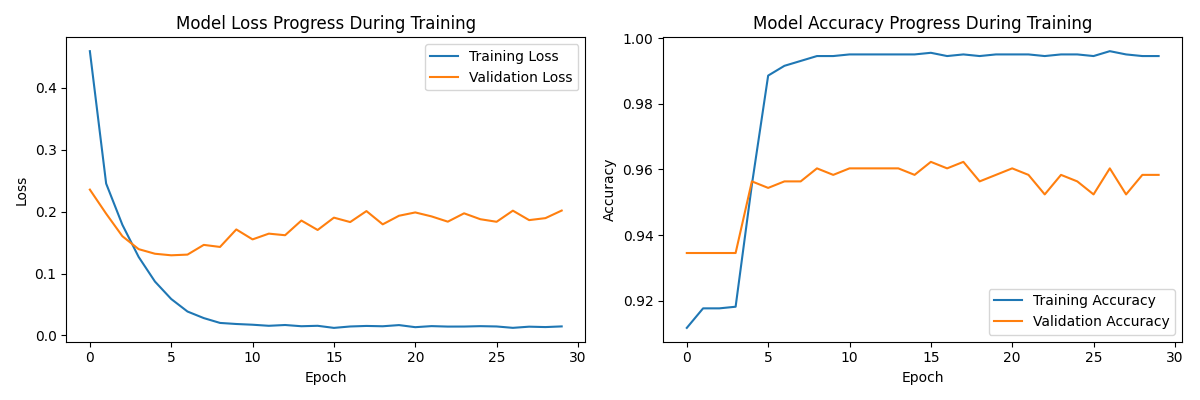 Model Loss Progress During Training
Training Loss
Validation Loss
0.4
0.3
0.2
0.1
0.0
Loss
0 5 10 15 20 25 30
Epoch
Model Accuracy Progress During Training
1.00
0.98
0.96
0.94
0.92
Accuracy
Training Accuracy
Validation Accuracy
0 5 10 15 20 25 30
Epoch